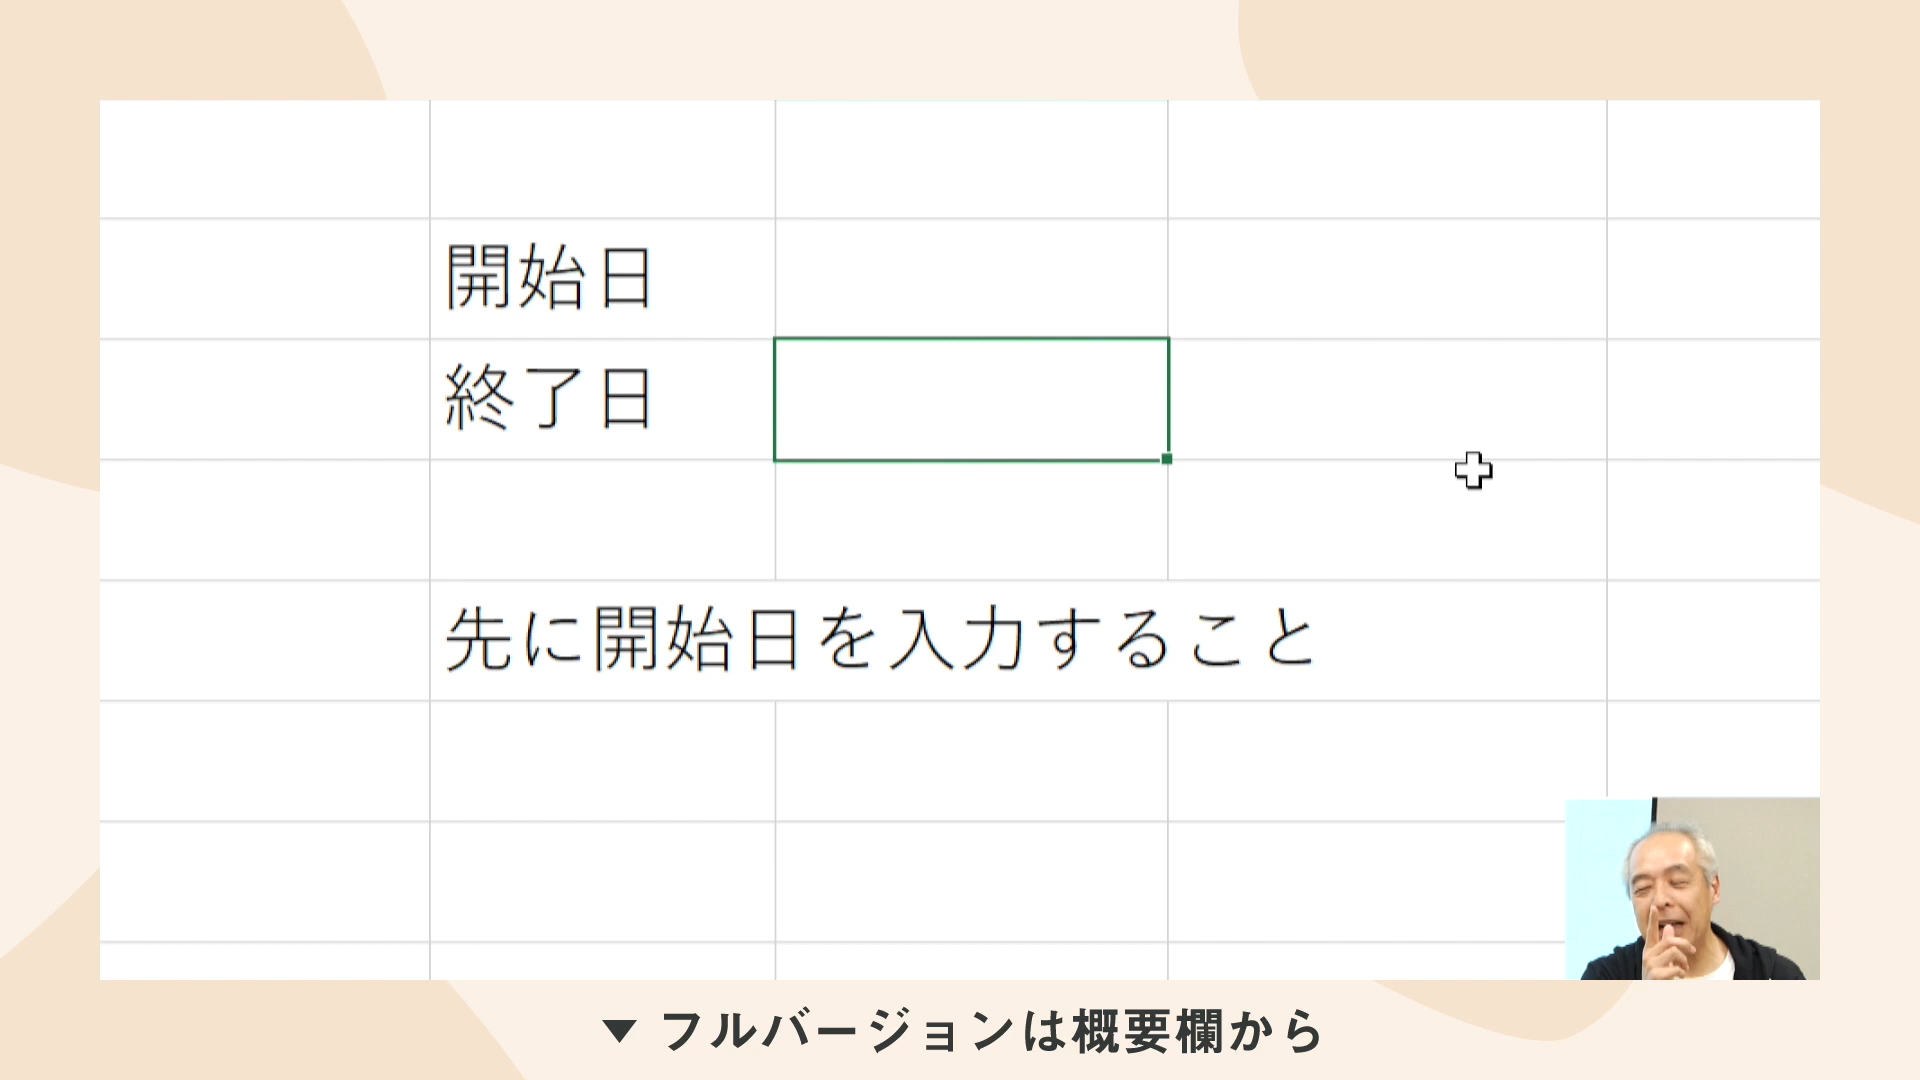 開始日
終了日
先に開始日を入力すること
▼ フルバージョンは概要欄から